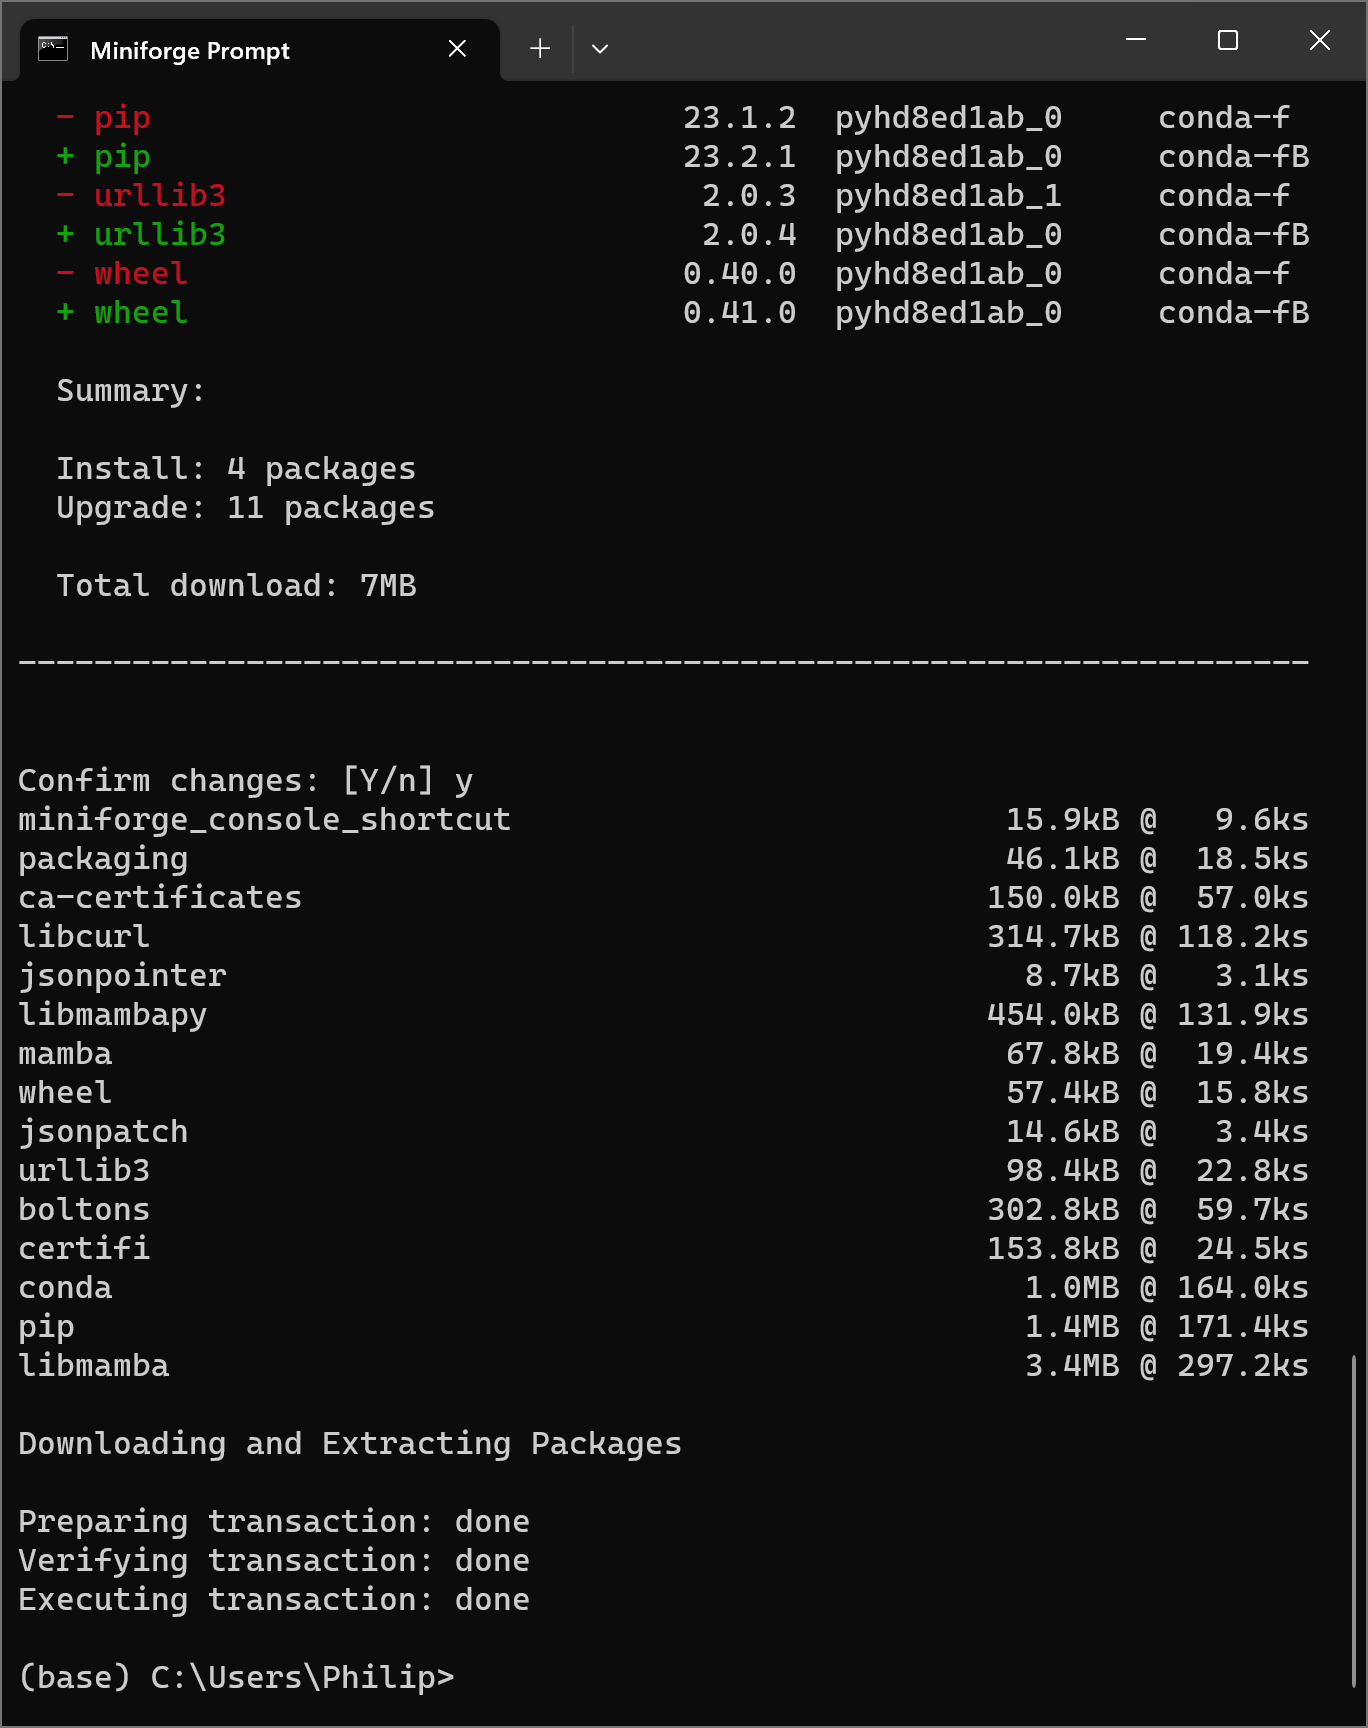 Miniforge Prompt
- pip 23.1.2 pyhd8ed1ab_0 conda-f
+ pip 23.2.1 pyhd8ed1ab_0 conda-fB
- urllib3 2.0.3 pyhd8ed1ab_1 conda-f
+ urllib3 2.0.4 pyhd8ed1ab_0 conda-fB
- wheel 0.40.0 pyhd8ed1ab_0 conda-f
+ wheel 0.41.0 pyhd8ed1ab_0 conda-fB
Summary:
Install: 4 packages
Upgrade: 11 packages
Total download: 7MB
────────────────────────────────────────────────────────────────────
Confirm changes: [Y/n] y
miniforge_console_shortcut 15.9kB @ 9.6ks
packaging 46.1kB @ 18.5ks
ca-certificates 150.0kB @ 57.0ks
libcurl 314.7kB @ 118.2ks
jsonpointer 8.7kB @ 3.1ks
libmambapy 454.0kB @ 131.9ks
mamba 67.8kB @ 19.4ks
wheel 57.4kB @ 15.8ks
jsonpatch 14.6kB @ 3.4ks
urllib3 98.4kB @ 22.8ks
boltons 302.8kB @ 59.7ks
certifi 153.8kB @ 24.5ks
conda 1.0MB @ 164.0ks
pip 1.4MB @ 171.4ks
libmamba 3.4MB @ 297.2ks
Downloading and Extracting Packages
Preparing transaction: done
Verifying transaction: done
Executing transaction: done
(base) C:\Users\Philip>